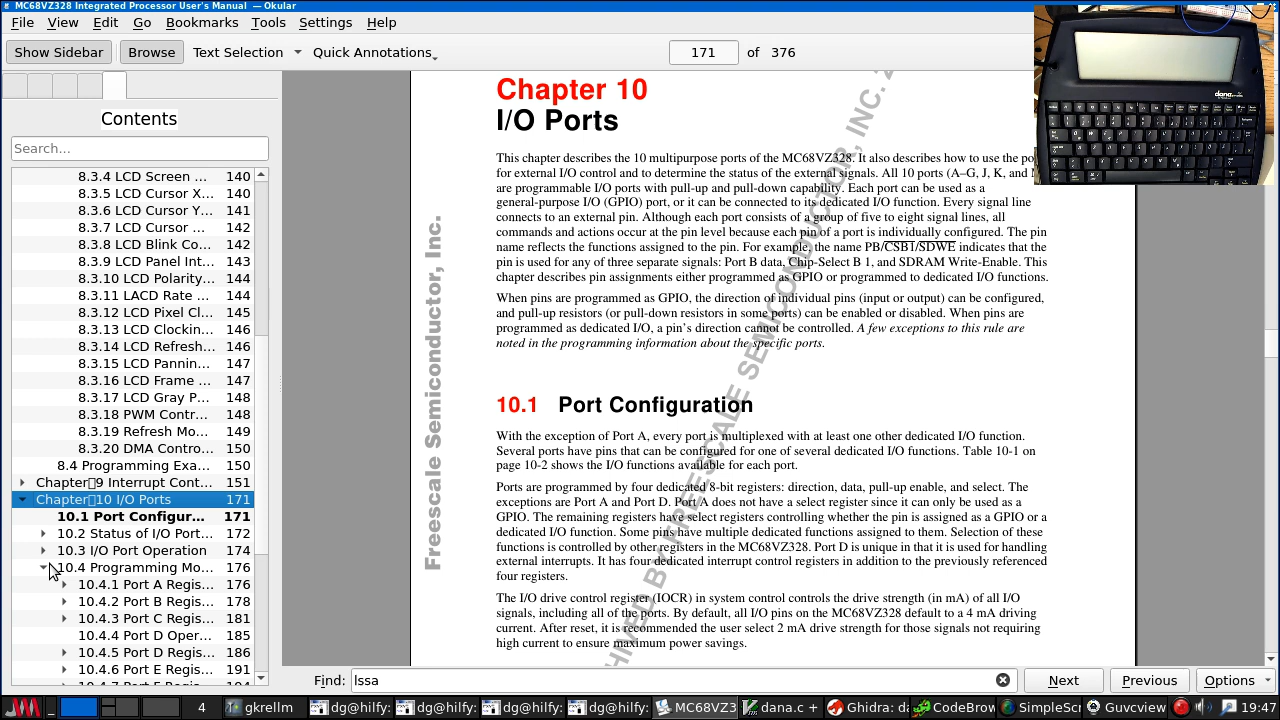 MC68VZ328 Integrated Processor User's Manual — Okular
File View Edit Go Bookmarks Tools Settings Help
Show Sidebar Browse Text Selection Quick Annotations 171 of 376
Contents
Search...
8.3.4 LCD Screen ... 140
8.3.5 LCD Cursor X... 140
8.3.6 LCD Cursor Y... 141
8.3.7 LCD Cursor ... 142
8.3.8 LCD Blink Co... 142
8.3.9 LCD Panel Int... 143
8.3.10 LCD Polarity... 144
8.3.11 LACD Rate ... 144
8.3.12 LCD Pixel Cl... 145
8.3.13 LCD Clockin... 146
8.3.14 LCD Refresh... 146
8.3.15 LCD Pannin... 147
8.3.16 LCD Frame ... 147
8.3.17 LCD Gray P... 148
8.3.18 PWM Contr... 148
8.3.19 Refresh Mo... 149
8.3.20 DMA Contro... 150
8.4 Programming Exa... 150
Chapter 9 Interrupt Cont... 151
Chapter 10 I/O Ports 171
10.1 Port Configur... 171
10.2 Status of I/O Port... 172
10.3 I/O Port Operation 174
10.4 Programming Mo... 176
10.4.1 Port A Regis... 176
10.4.2 Port B Regis... 178
10.4.3 Port C Regis... 181
10.4.4 Port D Oper... 185
10.4.5 Port D Regis... 186
10.4.6 Port E Regis... 191
Chapter 10
I/O Ports
This chapter describes the 10 multipurpose ports of the MC68VZ328. It also describes how to use the po
for external I/O control and to determine the status of the external signals. All 10 ports (A–G, J, K, and
are programmable I/O ports with pull-up and pull-down capability. Each port can be used as a
general-purpose I/O (GPIO) port, or it can be connected to its dedicated I/O function. Every signal line
connects to an external pin. Although each port consists of a group of five to eight signal lines, all
commands and actions occur at the pin level because each pin of a port is individually configured. The pin
name reflects the functions assigned to the pin. For example, the name PB/CSB1/SDWE indicates that the
pin is used for any of three separate signals: Port B data, Chip-Select B 1, and SDRAM Write-Enable. This
chapter describes pin assignments either programmed as GPIO or programmed to dedicated I/O functions.
When pins are programmed as GPIO, the direction of individual pins (input or output) can be configured,
and pull-up resistors (or pull-down resistors in some ports) can be enabled or disabled. When pins are
programmed as dedicated I/O, a pin's direction cannot be controlled. A few exceptions to this rule are
noted in the programming information about the specific ports.
10.1 Port Configuration
With the exception of Port A, every port is multiplexed with at least one other dedicated I/O function.
Several ports have pins that can be configured for one of several dedicated I/O functions. Table 10-1 on
page 10-2 shows the I/O functions available for each port.
Ports are programmed by four dedicated 8-bit registers: direction, data, pull-up enable, and select. The
exceptions are Port A and Port D. Port A does not have a select register since it can only be used as a
GPIO. The remaining registers have select registers controlling whether the pin is assigned as a GPIO or a
dedicated I/O function. Some pins have multiple dedicated functions assigned to them. Selection of these
functions is controlled by other registers in the MC68VZ328. Port D is unique in that it is used for handling
external interrupts. It has four dedicated interrupt control registers in addition to the previously referenced
four registers.
The I/O drive control register (IOCR) in system control controls the drive strength (in mA) of all I/O
signals, including all of the ports. By default, all I/O pins on the MC68VZ328 default to a 4 mA driving
current. After reset, it is recommended the user select 2 mA drive strength for those signals not requiring
high current to ensure maximum power savings.
Freescale Semiconductor, Inc.
HIVED BY FREESCALE SEMICONDUCTOR, INC. 2
dana
Find: lssa Next Previous Options
4 gkrellm dg@hilfy: dg@hilfy: dg@hilfy: dg@hilfy: MC68VZ3 dana.c + Ghidra: da CodeBrow SimpleScr Guvcview 19:47